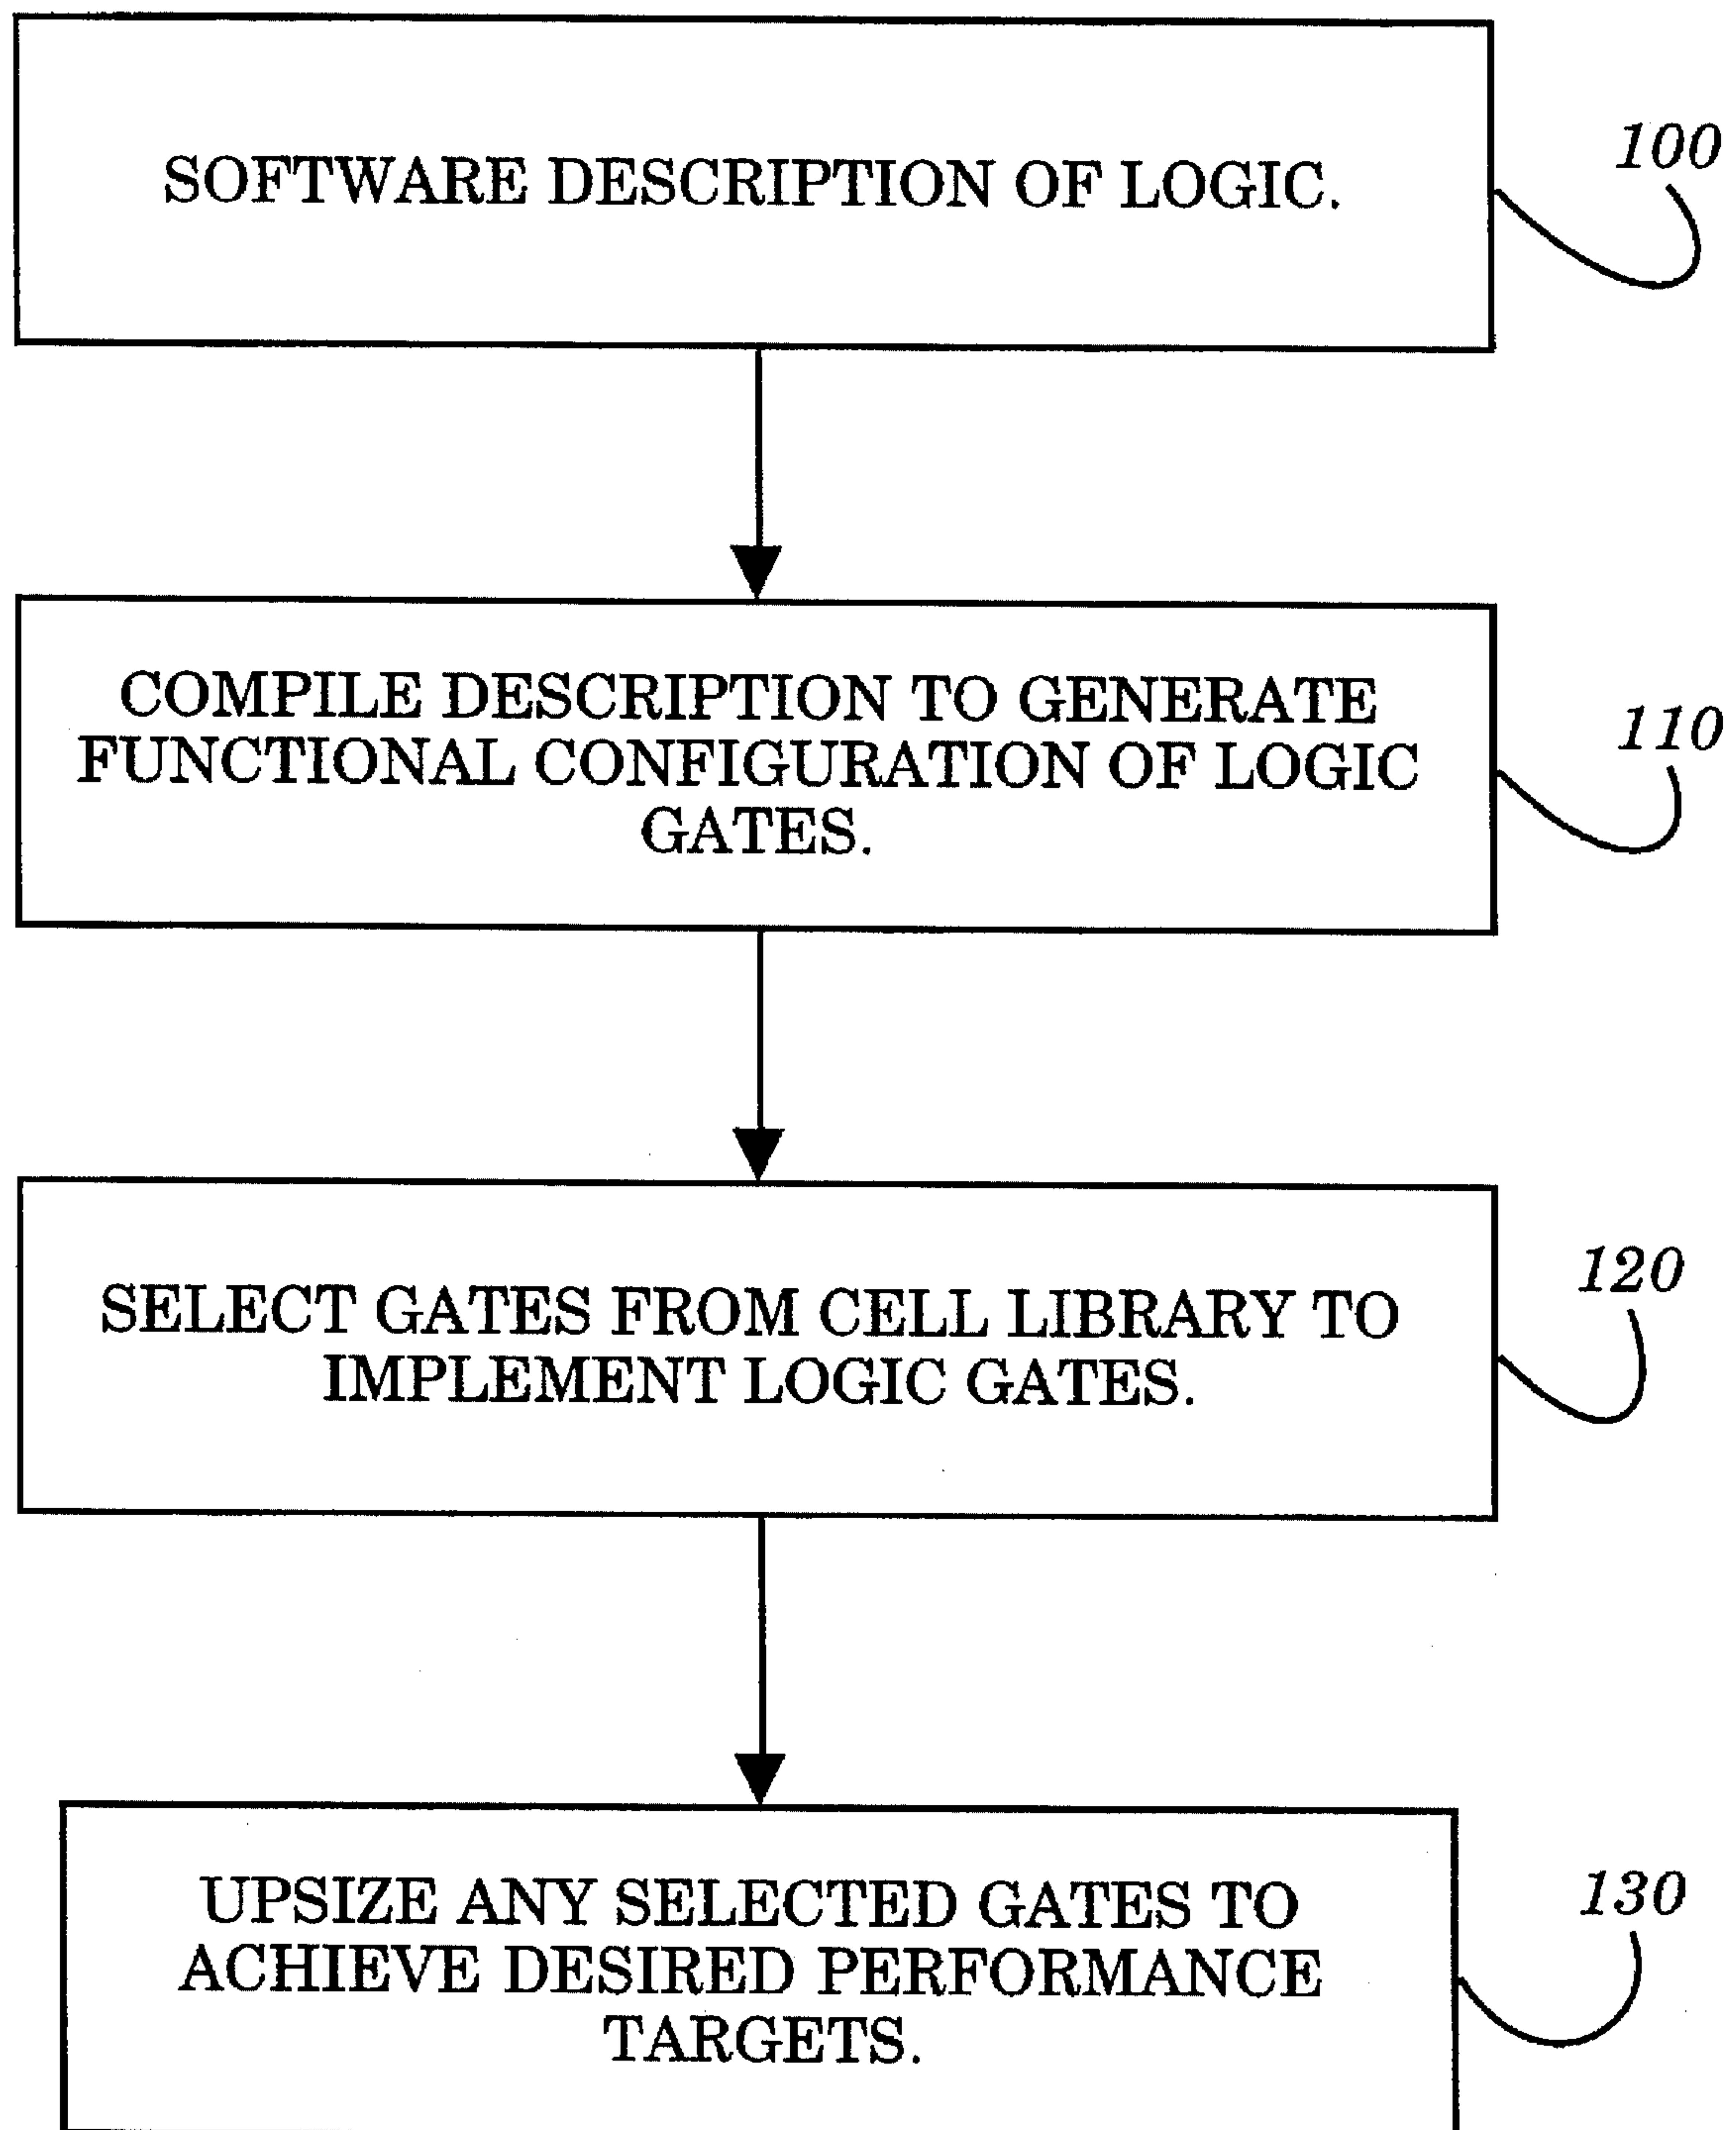 SOFTWARE DESCRIPTION OF LOGIC.
100
COMPILE DESCRIPTION TO GENERATE
FUNCTIONAL CONFIGURATION OF LOGIC
GATES.
110
SELECT GATES FROM CELL LIBRARY TO
IMPLEMENT LOGIC GATES.
120
UPSIZE ANY SELECTED GATES TO
ACHIEVE DESIRED PERFORMANCE
TARGETS.
130